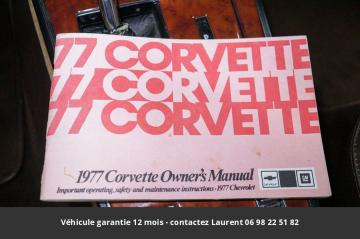 77 CORVETTE
77 CORVETTE
77 CORVETTE
1977 Corvette Owner's Manual
Important operating, safety and maintenance instructions · 1977 Chevrolet
GM
Véhicule garantie 12 mois - contactez Laurent 06 98 22 51 82